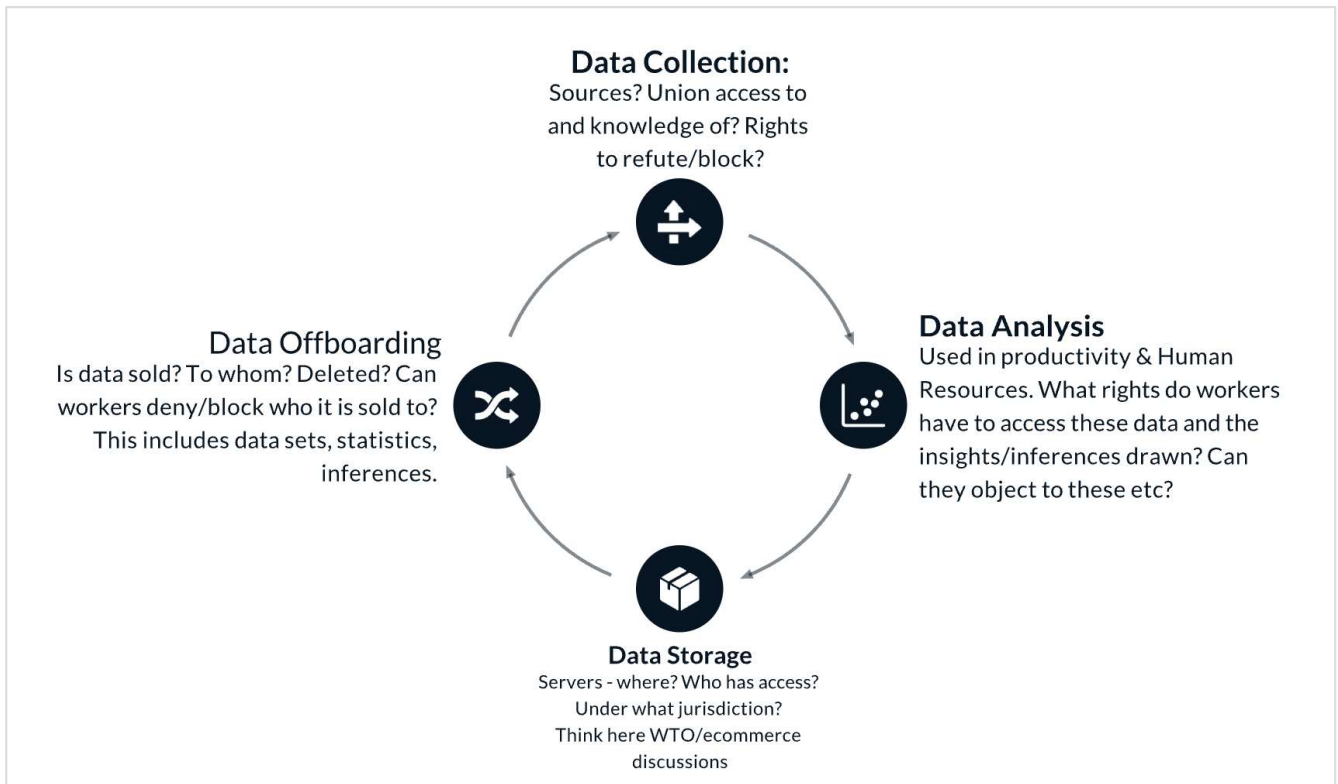 Data Collection:
Sources? Union access to
and knowledge of? Rights
to refute/block?
Data Analysis
Used in productivity & Human
Resources. What rights do workers
have to access these data and the
insights/inferences drawn? Can
they object to these etc?
Data Storage
Servers - where? Who has access?
Under what jurisdiction?
Think here WTO/ecommerce
discussions
Data Offboarding
Is data sold? To whom? Deleted? Can
workers deny/block who it is sold to?
This includes data sets, statistics,
inferences.